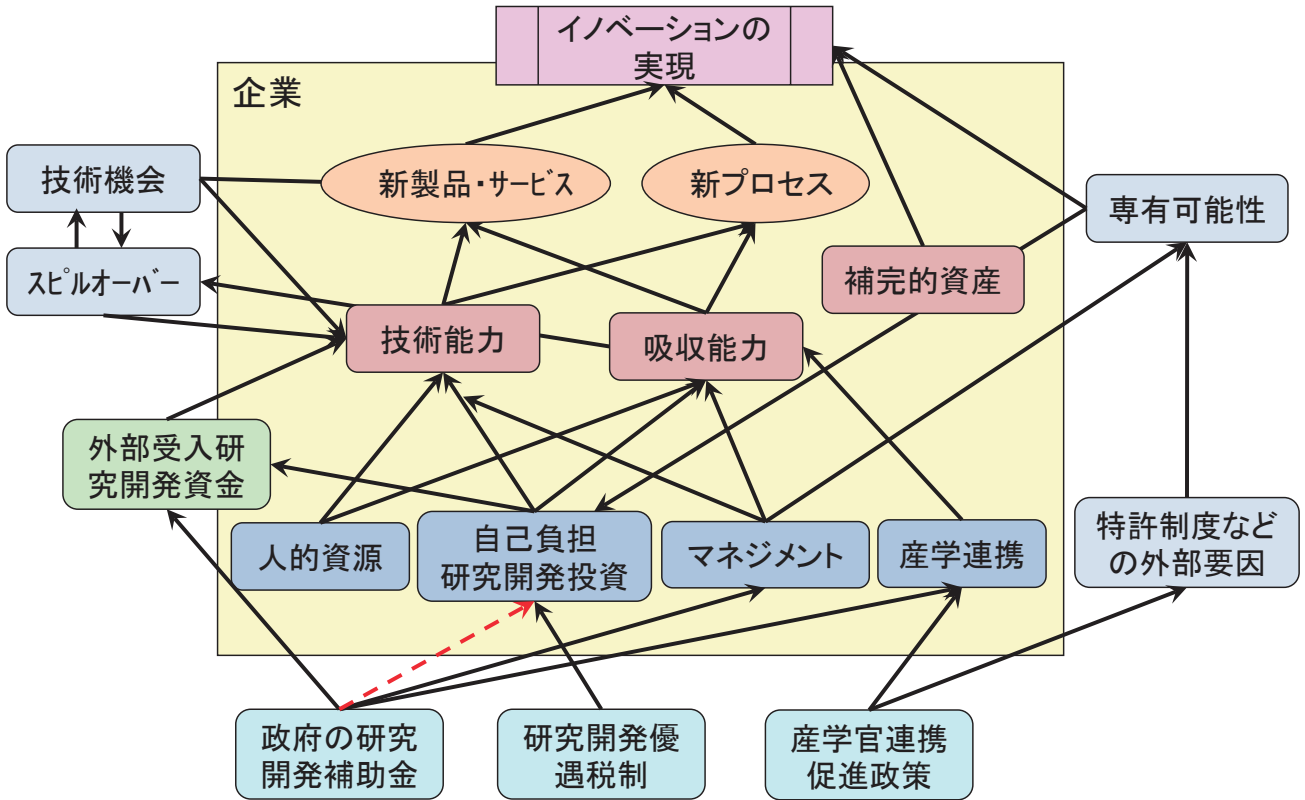 イノベーションの
実現
企業
技術機会
新製品・サービス
新プロセス
専有可能性
スピルオーバー
補完的資産
技術能力
吸収能力
外部受入研
究開発資金
人的資源
自己負担
研究開発投資
マネジメント
産学連携
特許制度など
の外部要因
政府の研究
開発補助金
研究開発優
遇税制
産学官連携
促進政策